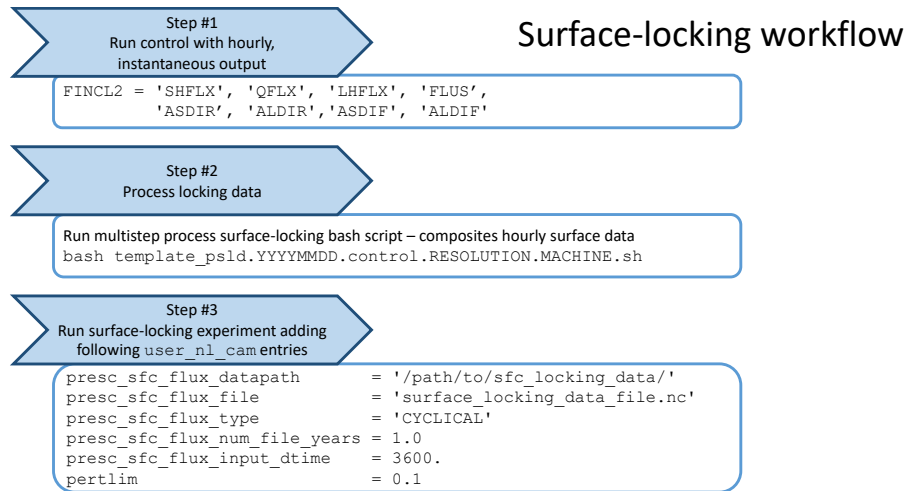 Surface-locking workflow
Step #1
Run control with hourly,
instantaneous output
FINCL2 = 'SHFLX', 'QFLX', 'LHFLX', 'FLUS’,
'ASDIR’, 'ALDIR','ASDIF', 'ALDIF'
Step #2
Process locking data
Run multistep process surface-locking bash script – composites hourly surface data
bash template_psld.YYYYMMDD.control.RESOLUTION.MACHINE.sh
Step #3
Run surface-locking experiment adding
following user_nl_cam entries
presc_sfc_flux_datapath = '/path/to/sfc_locking_data/'
presc_sfc_flux_file = 'surface_locking_data_file.nc'
presc_sfc_flux_type = 'CYCLICAL'
presc_sfc_flux_num_file_years = 1.0
presc_sfc_flux_input_dtime = 3600.
pertlim = 0.1